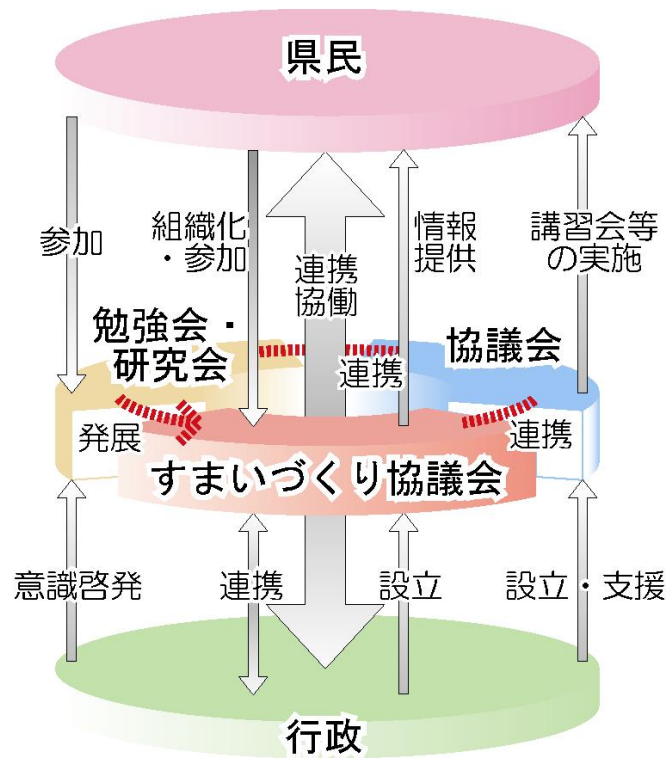 県民
参加
組織化
・参加
連携
協働
情報
提供
講習会等
の実施
勉強会・
研究会
連携
協議会
発展
連携
すまいづくり協議会
意識啓発
連携
設立
設立・支援
行政